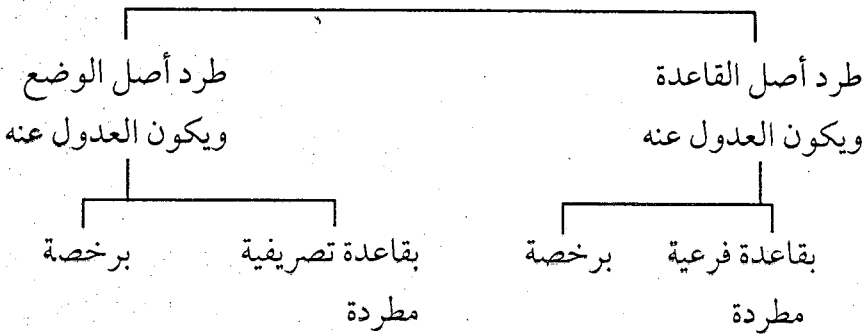 طرد أصل القاعدة
ويكون العدول عنه
طرد أصل الوضع
ويكون العدول عنه
بقاعدة فرعية
مطردة
برخصة
بقاعدة تصريفية
مطردة
برخصة